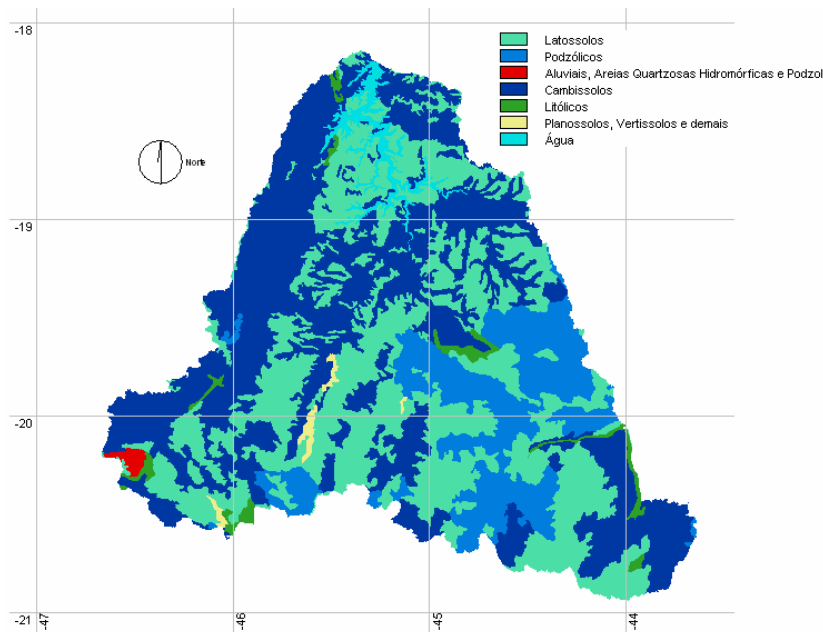 -18
Latossolos
Podzólicos
Aluviais, Areias Quartzosas Hidromórficas e Podzol
Cambissolos
Litólicos
Planossolos, Vertissolos e demais
Água
Norte
-19
-20
-21
-47
-46
-45
-44